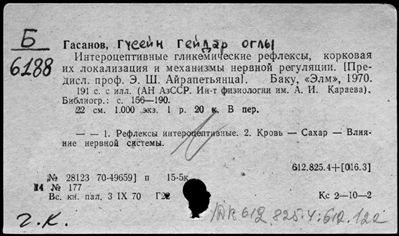 Б
6188
Гасанов, Гусейн Гейдар оглы
Интероцептивные гликемические рефлексы, корковая
их локализация и механизмы нервной регуляции. [Пре-
дисл. проф. Э. Ш. Айрапетьянца]. Баку, «Элм», 1970.
191 с. с илл. (АН АзССР. Ин-т физиологии им. А. И. Караева).
Библиогр.: с. 156—190.
22 см. 1.000 экз. 1 р. 20 к. В пер.
— — 1. Рефлексы интероцептивные. 2. Кровь — Сахар — Влия-
ние нервной системы.
612.825.4+[016.3]
№ 28123 70-49659] п 15-5к
№ 177
Вс. кн. пал. 3 IX 70 Кс 2—10—2
г.к.